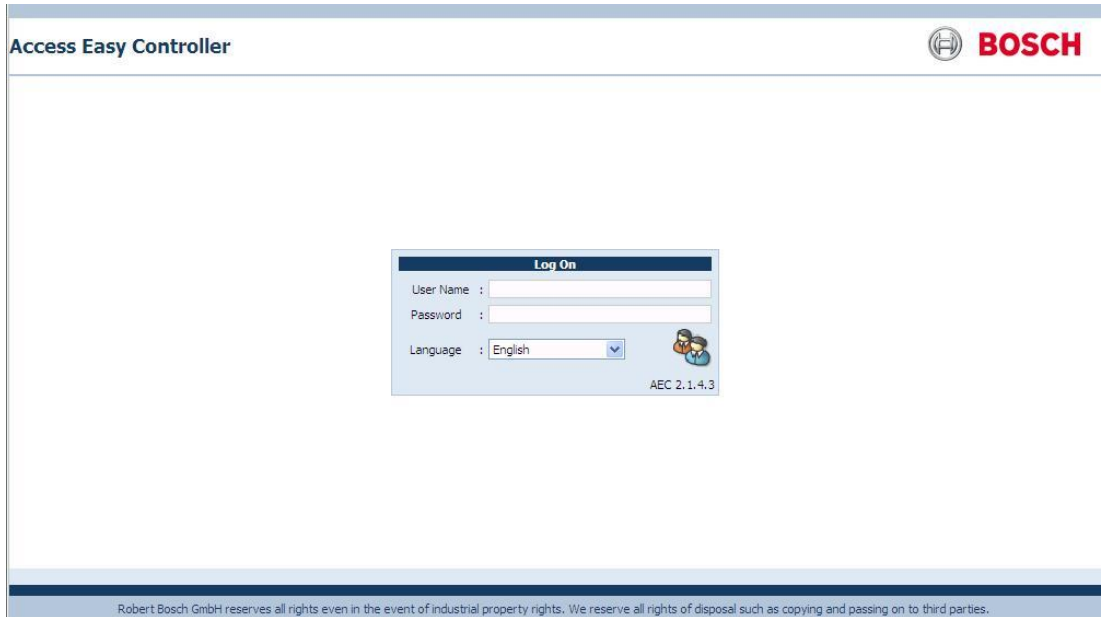 Access Easy Controller
BOSCH
Log On
User Name :
Password :
Language : English
AEC 2.1.4.3
Robert Bosch GmbH reserves all rights even in the event of industrial property rights. We reserve all rights of disposal such as copying and passing on to third parties.